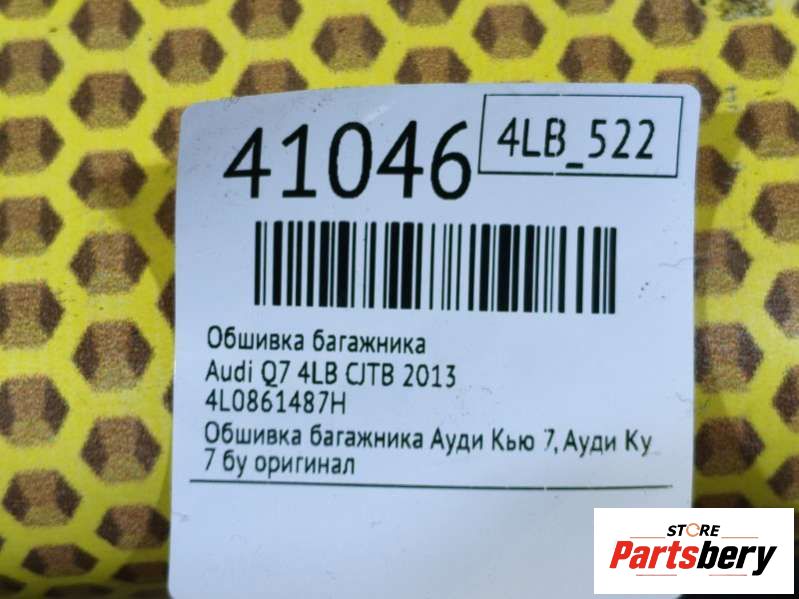 41046
4LB_522
Обшивка багажника
Audi Q7 4LB CJTB 2013
4L0861487H
Обшивка багажника Ауди Кью 7, Ауди Ку
7 бу оригинал
STORE
Partsbery